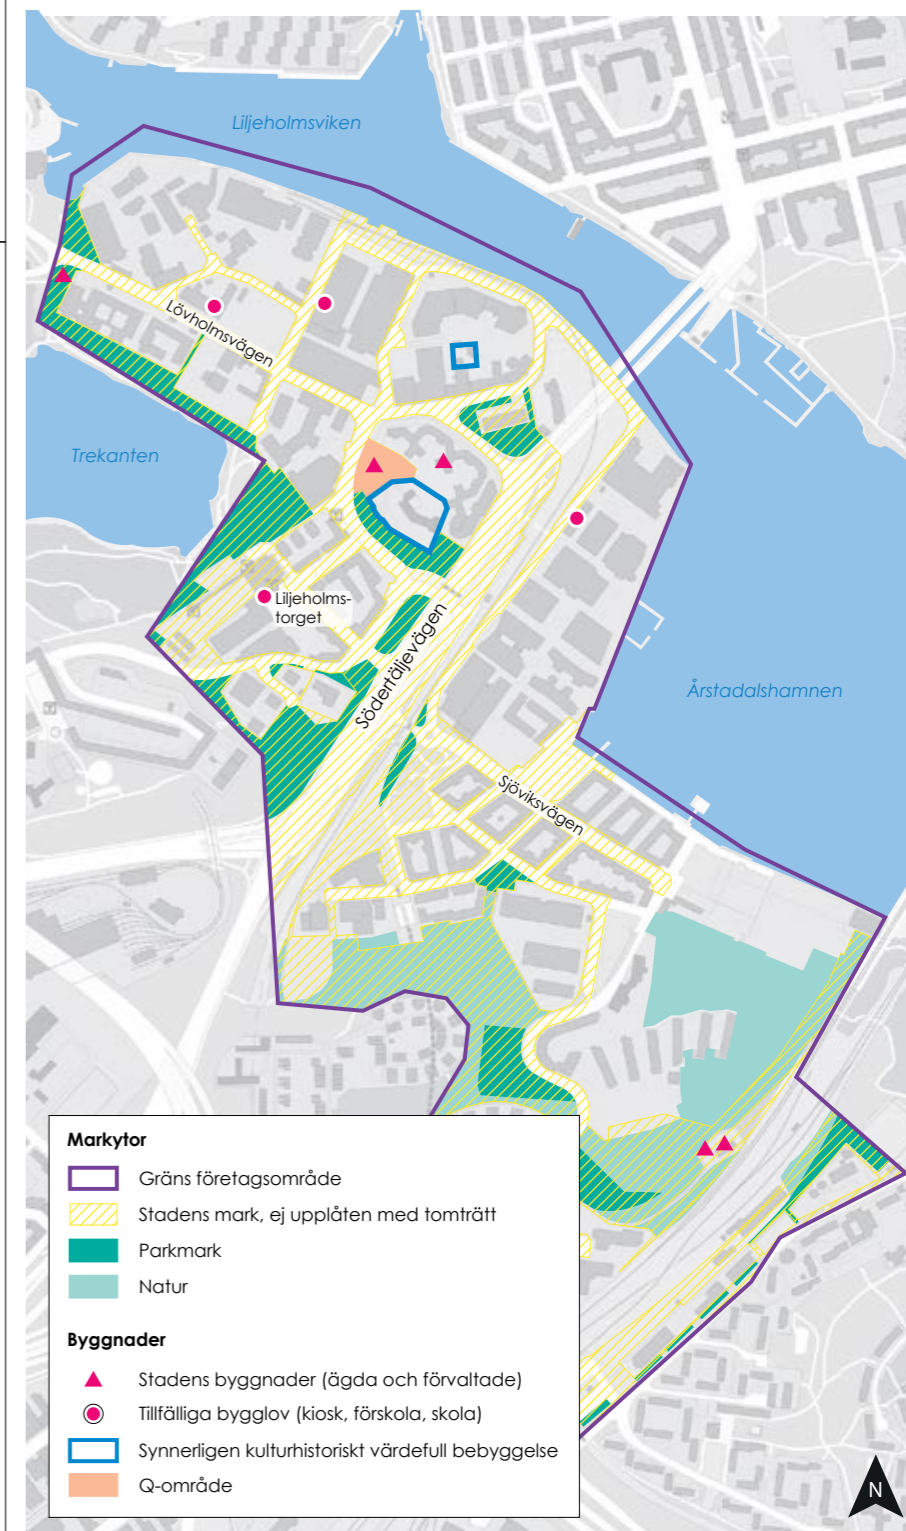 Liljeholmsviken
Lövholmsvägen
Trekanten
Liljeholms-
torget
Södertäljevägen
Årstadalshamnen
Sjöviksvägen
Markytor
Gräns företagsområde
Stadens mark, ej upplåten med tomträtt
Parkmark
Natur
Byggnader
Stadens byggnader (ägda och förvaltade)
Tillfälliga bygglov (kiosk, förskola, skola)
Synnerligen kulturhistoriskt värdefull bebyggelse
Q-område
N